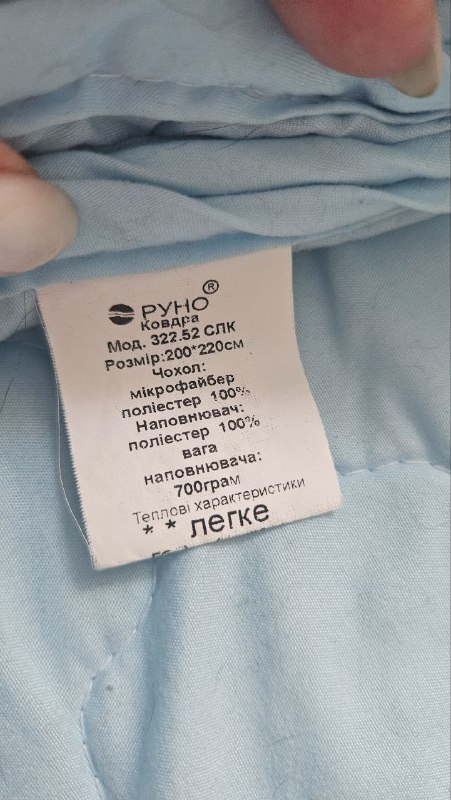 РУНО®
Ковдра
Мод. 322.52 СЛК
Розмір:200*220см
Чохол:
мікрофайбер
поліестер 100%
Наповнювач:
поліестер 100%
вага
наповнювача:
700грам
Теплові характеристики
* * легке